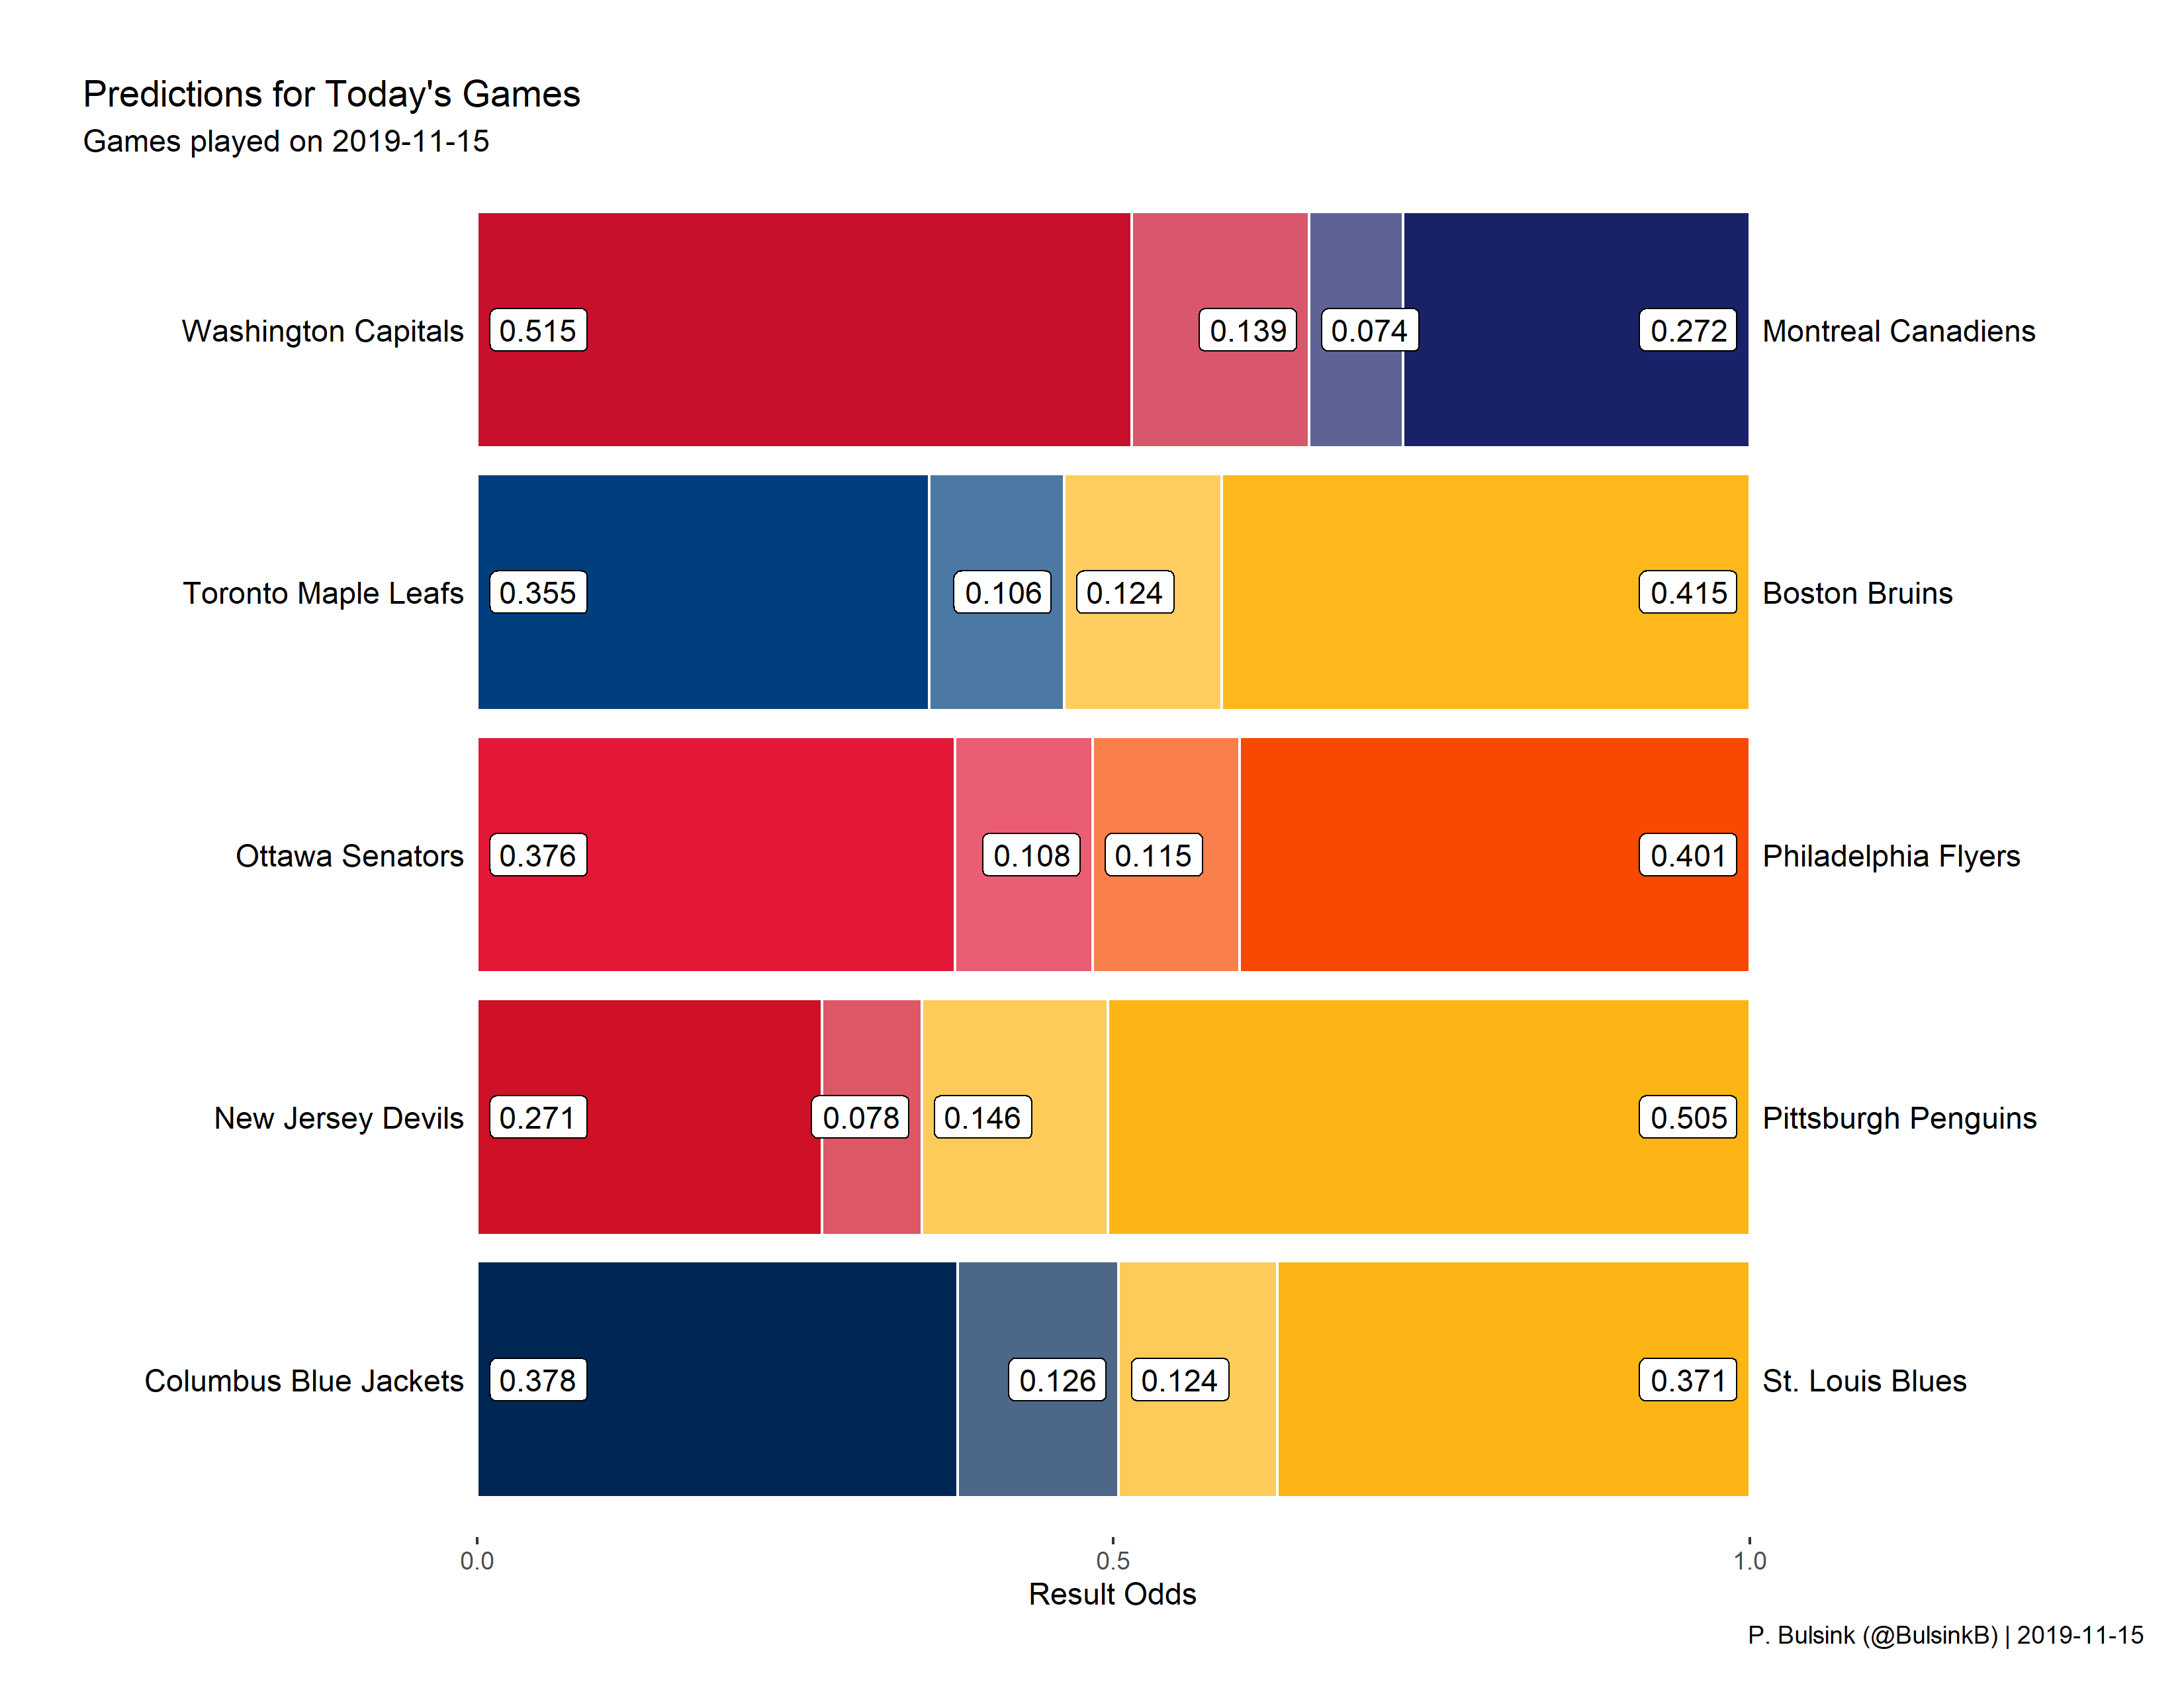 Predictions for Today's Games
Games played on 2019-11-15
Washington Capitals 0.515 0.139 0.074 0.272 Montreal Canadiens
Toronto Maple Leafs 0.355 0.106 0.124 0.415 Boston Bruins
Ottawa Senators 0.376 0.108 0.115 0.401 Philadelphia Flyers
New Jersey Devils 0.271 0.078 0.146 0.505 Pittsburgh Penguins
Columbus Blue Jackets 0.378 0.126 0.124 0.371 St. Louis Blues
0.0 0.5 1.0
Result Odds
P. Bulsink (@BulsinkB) | 2019-11-15